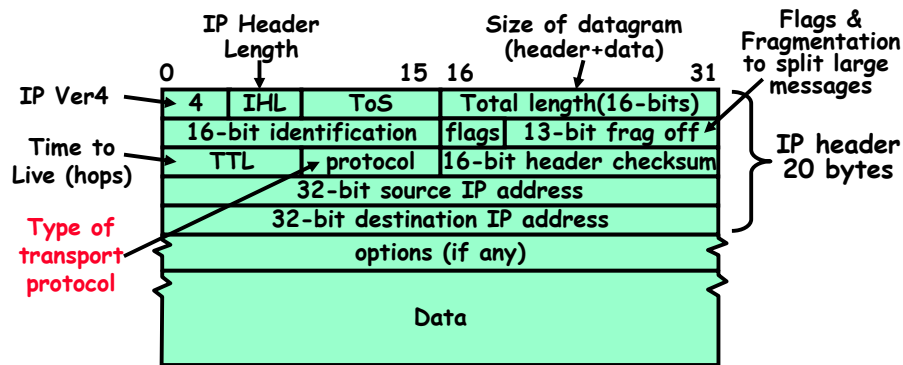 IP Header
Length
Size of datagram
(header+data)
Flags &
Fragmentation
to split large
messages
0
15
16
31
IP Ver4
4
IHL
ToS
Total length(16-bits)
16-bit identification
flags
13-bit frag off
Time to
Live (hops)
TTL
protocol
16-bit header checksum
IP header
20 bytes
32-bit source IP address
32-bit destination IP address
Type of
transport
protocol
options (if any)
Data